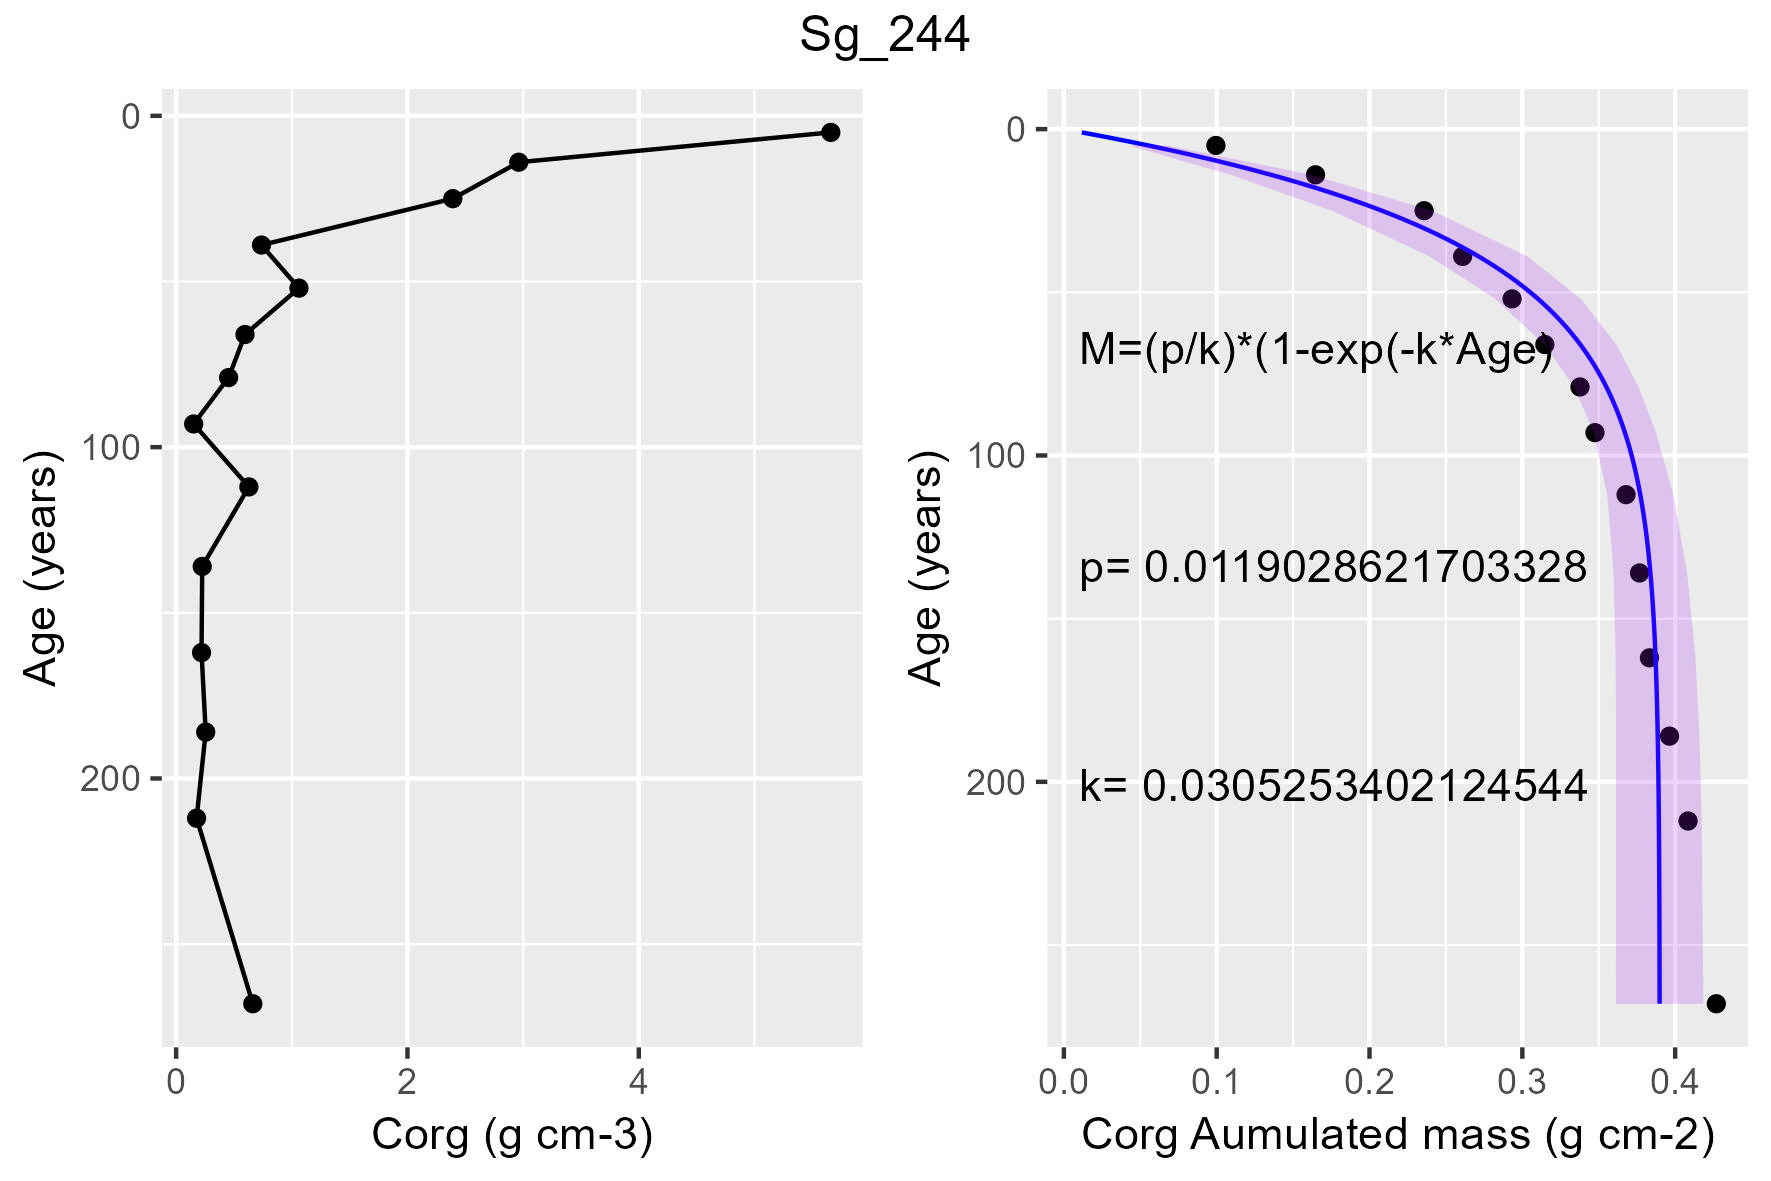 Sg_244
0
100
200
Age (years)
0
2
4
Corg (g cm-3)
0
100
200
Age (years)
M=(p/k)*(1-exp(-k*Age)
p= 0.0119028621703328
k= 0.0305253402124544
0.0
0.1
0.2
0.3
0.4
Corg Aumulated mass (g cm-2)